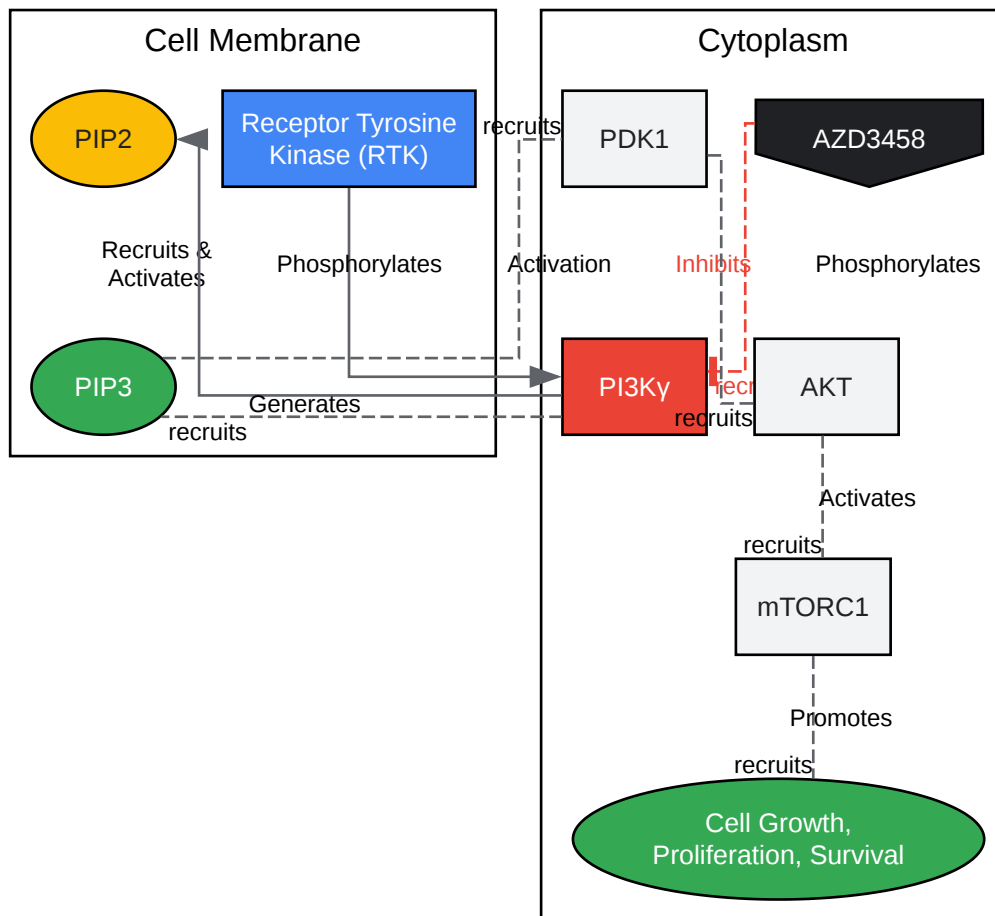 Cell Membrane
Cytoplasm
PIP2
Receptor Tyrosine
Kinase (RTK)
recruits
PDK1
AZD3458
Recruits &
Activates
Phosphorylates
Activation
Inhibits
Phosphorylates
PIP3
Generates
recruits
PI3Kγ
recr
recruits
AKT
Activates
recruits
mTORC1
Promotes
recruits
Cell Growth,
Proliferation, Survival